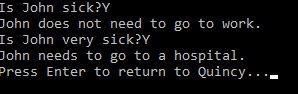 Is John sick?Y
John does not need to go to work.
Is John very sick?Y
John needs to go to a hospital.
Press Enter to return to Quincy...